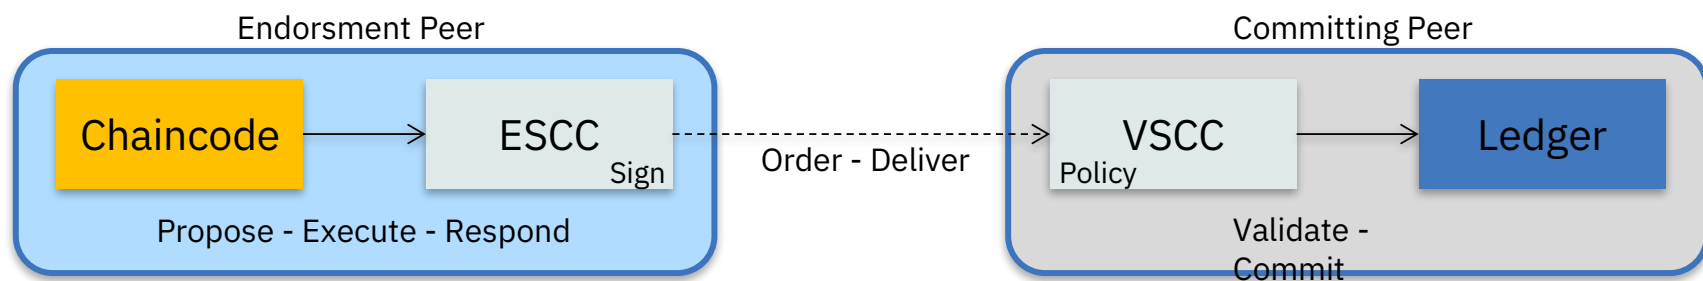 Endorsment Peer
Committing Peer
Chaincode
ESCC
Sign
Order - Deliver
VSCC
Policy
Ledger
Propose - Execute - Respond
Validate -
Commit